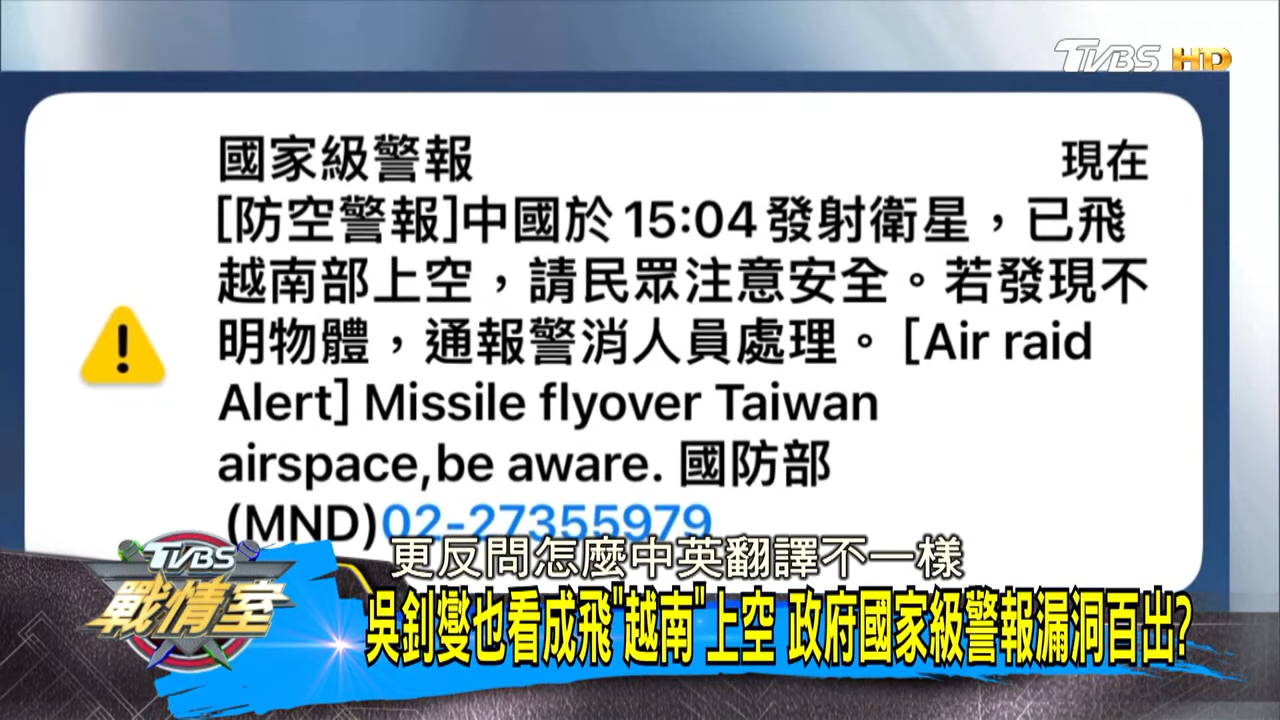 TVBS HD
國家級警報 現在
[防空警報]中國於15:04發射衛星，已飛
越南部上空，請民眾注意安全。若發現不
明物體，通報警消人員處理。 [Air raid
Alert] Missile flyover Taiwan
airspace,be aware. 國防部
(MND)02-27355979
更反問怎麼中英翻譯不一樣
TVBS
戰情室
吳釗燮也看成飛"越南"上空 政府國家級警報漏洞百出?